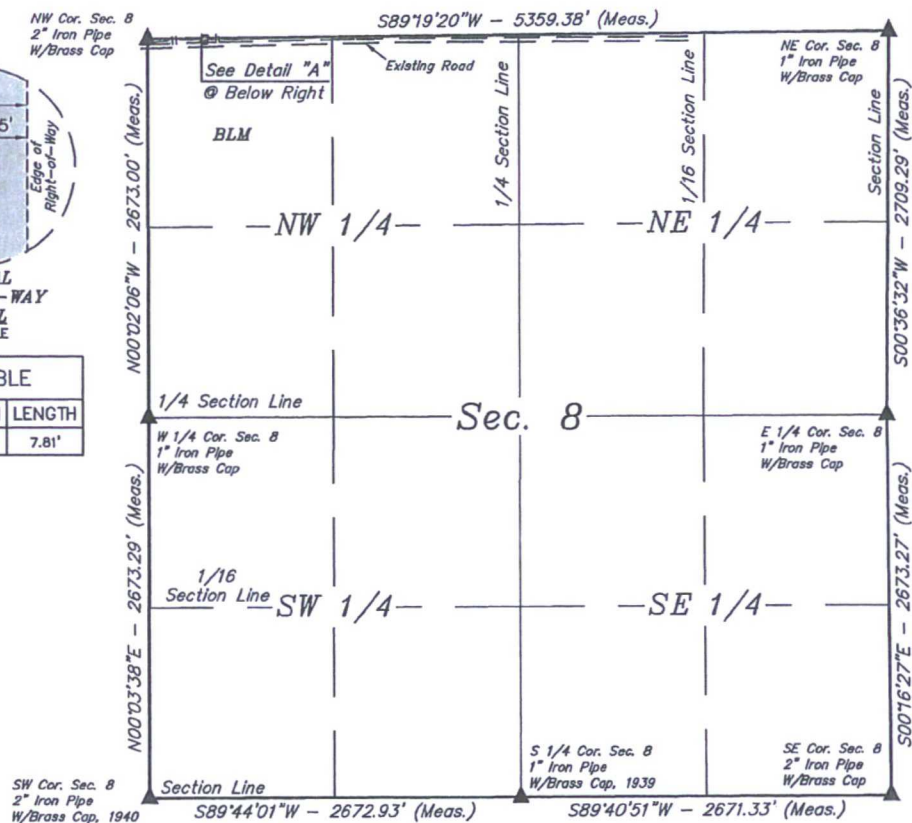 NW Cor. Sec. 8
2" Iron Pipe
W/Brass Cap
S89°19'20"W - 5359.38' (Meas.)
NE Cor. Sec. 8
1" Iron Pipe
W/Brass Cap
See Detail "A"
@ Below Right
Existing Road
BLM
5'
Edge of
Right-of-Way
L
-WAY
L
E
N00°02'06"W - 2673.00' (Meas.)
1/4 Section Line
1/16 Section Line
Section Line
S00°36'32"W - 2709.29' (Meas.)
NW 1/4
NE 1/4
BLE
LENGTH
7.81'
1/4 Section Line
Sec. 8
W 1/4 Cor. Sec. 8
1" Iron Pipe
W/Brass Cap
E 1/4 Cor. Sec. 8
1" Iron Pipe
W/Brass Cap
N00°03'38"E - 2673.29' (Meas.)
1/16
Section Line
SW 1/4
SE 1/4
S00°16'27"E - 2673.27' (Meas.)
SW Cor. Sec. 8
2" Iron Pipe
W/Brass Cap, 1940
Section Line
S 1/4 Cor. Sec. 8
1" Iron Pipe
W/Brass Cap, 1939
SE Cor. Sec. 8
2" Iron Pipe
W/Brass Cap
S89°44'01"W - 2672.93' (Meas.)
S89°40'51"W - 2671.33' (Meas.)